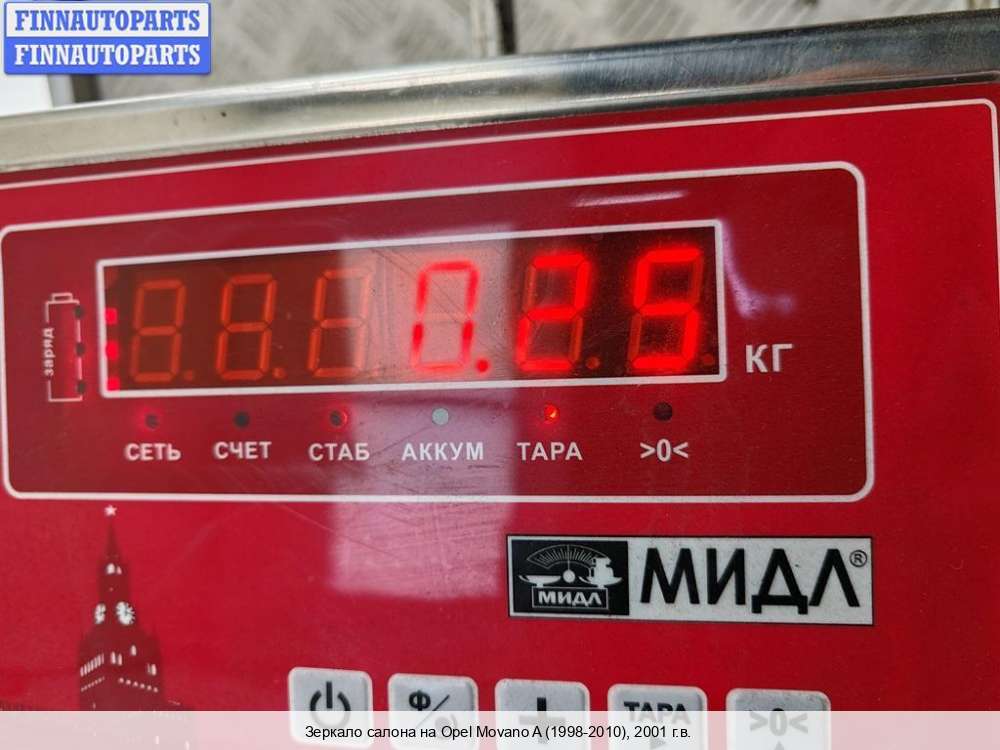 FINNAUTOPARTS
FINNAUTOPARTS
заряд
0.25
КГ
СЕТЬ СЧЕТ СТАБ АККУМ ТАРА >0<
МИДЛ
МИДЛ®
Ф
ТАРА
>0<
Зеркало салона на Opel Movano A (1998-2010), 2001 г.в.